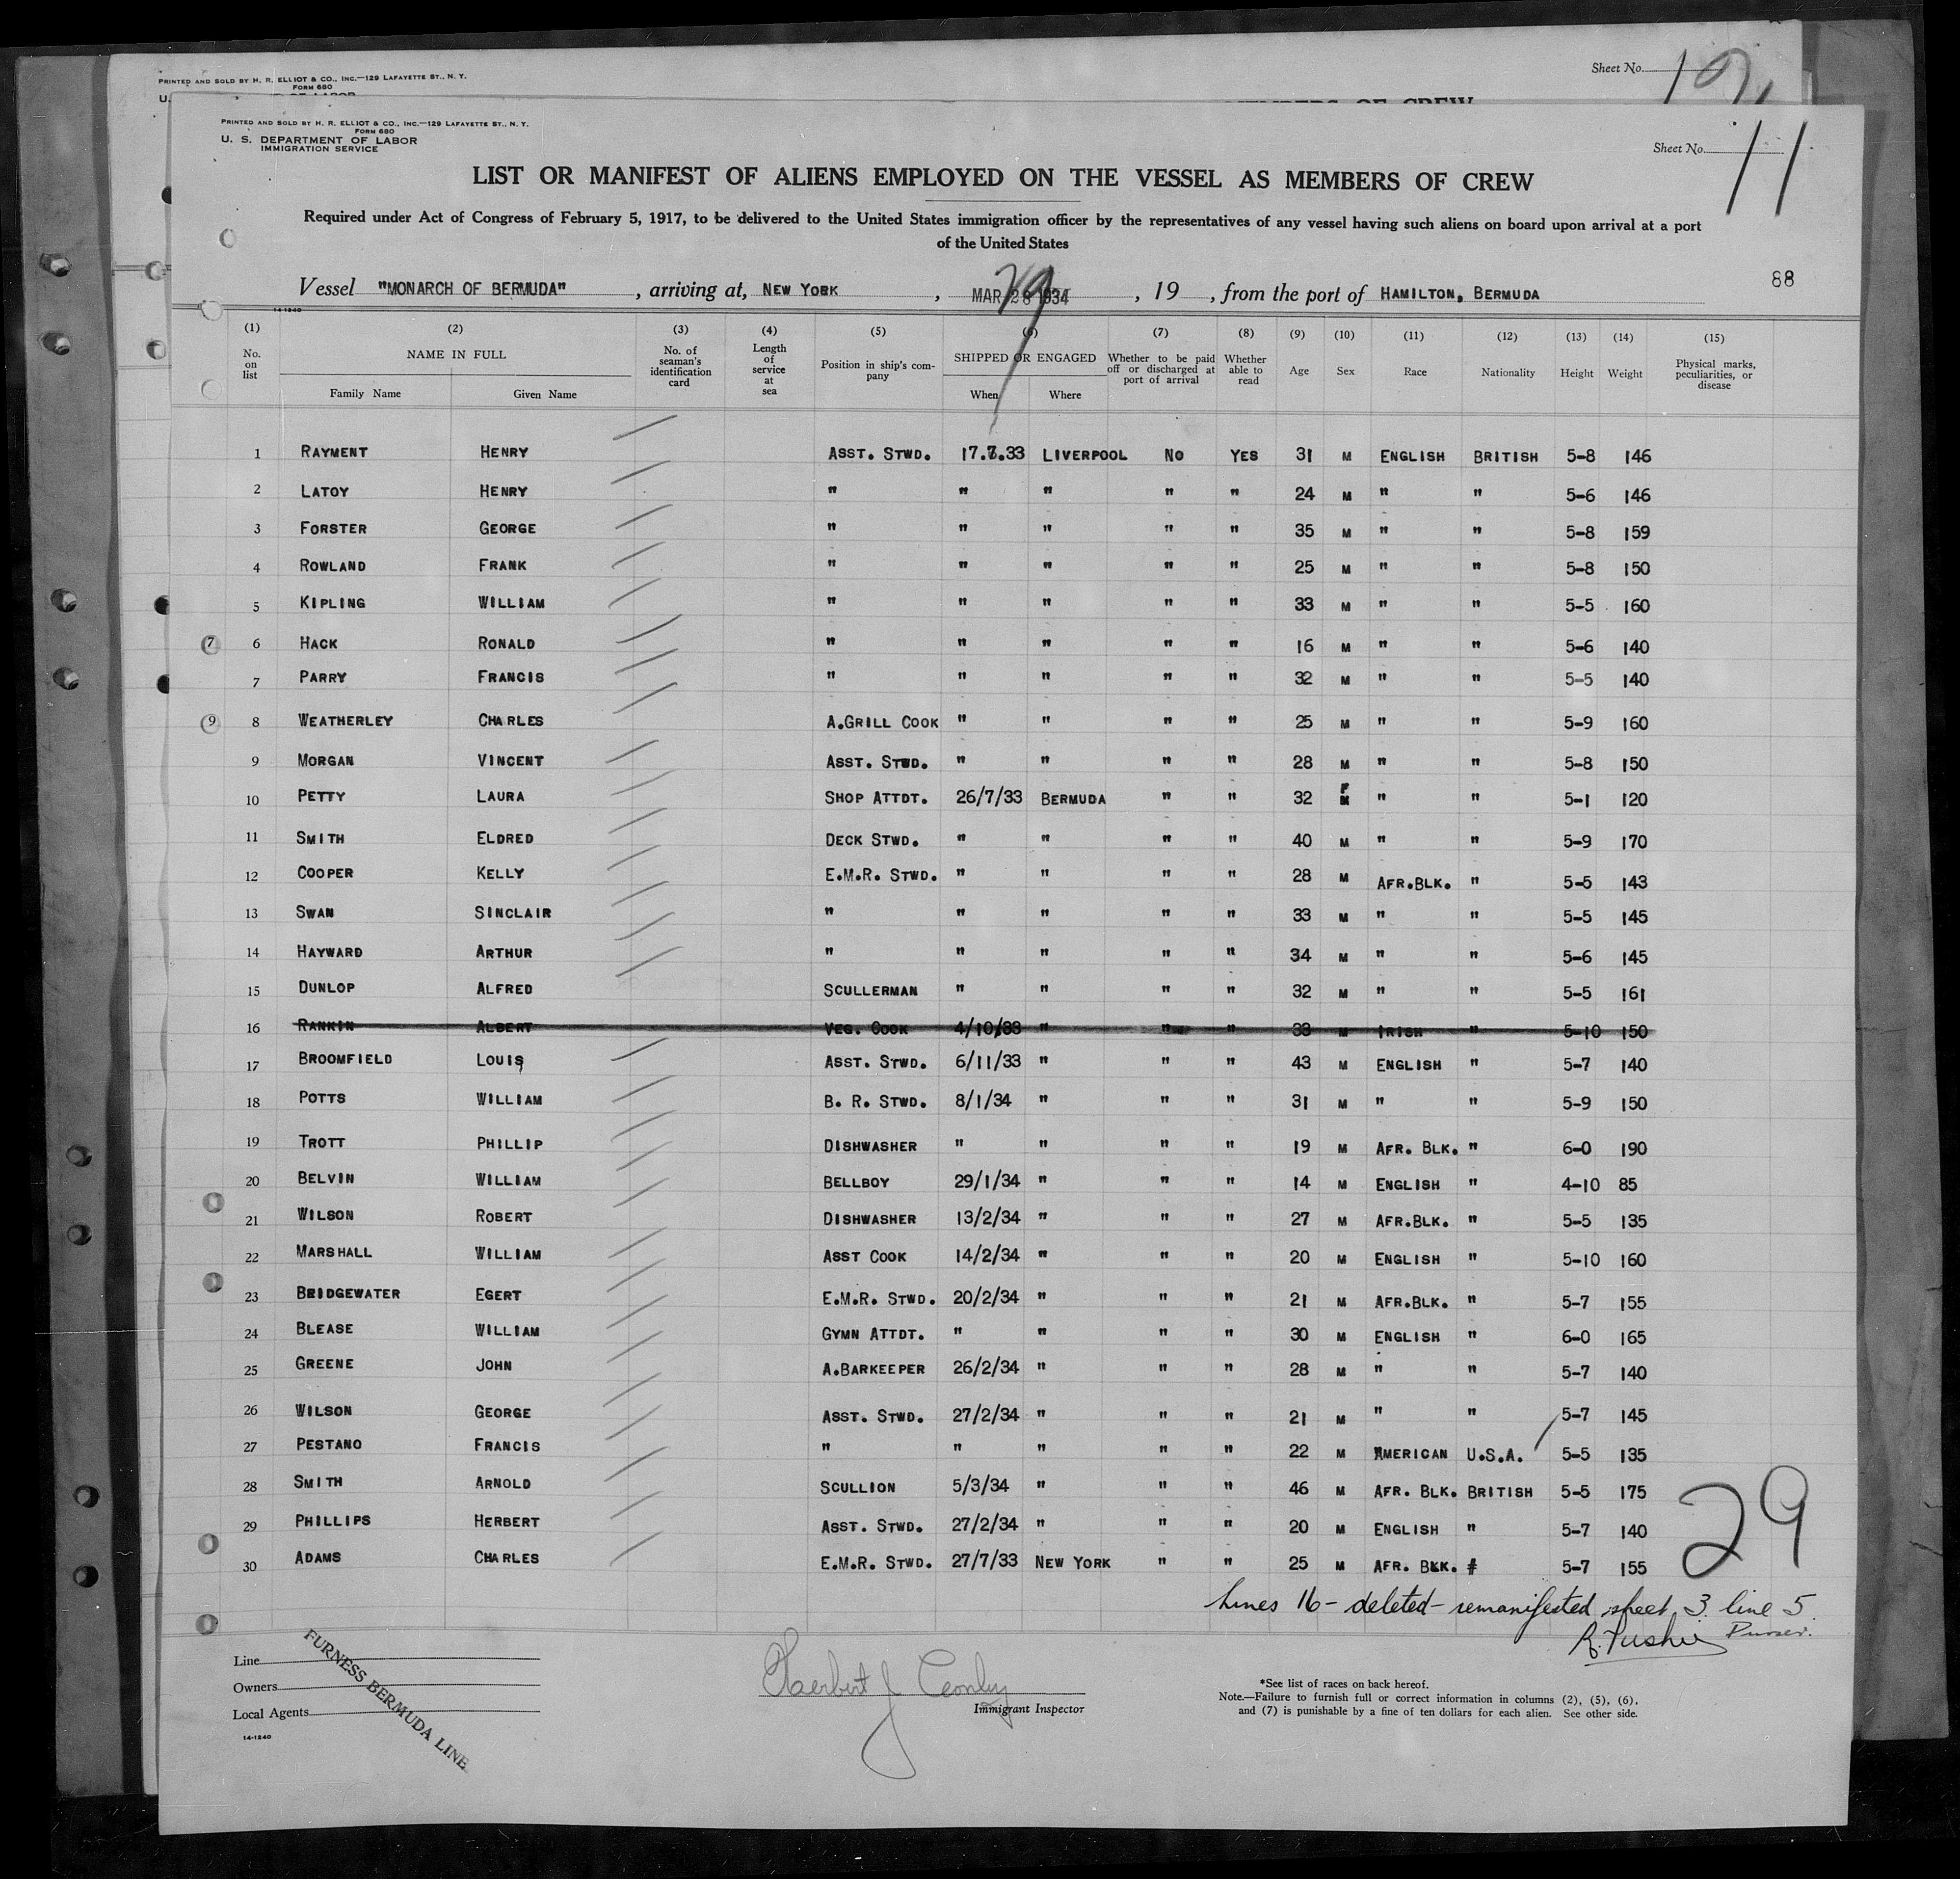 PRINTED AND SOLD BY H. R. ELLIOT & CO., INC.—129 LAFAYETTE ST., N. Y.
FORM 680
Sheet No. 10
PRINTED AND SOLD BY H. R. ELLIOT & CO., INC.—129 LAFAYETTE ST., N. Y.
FORM 680
U. S. DEPARTMENT OF LABOR
IMMIGRATION SERVICE
Sheet No. 11
LIST OR MANIFEST OF ALIENS EMPLOYED ON THE VESSEL AS MEMBERS OF CREW
Required under Act of Congress of February 5, 1917, to be delivered to the United States immigration officer by the representatives of any vessel having such aliens on board upon arrival at a port
of the United States
88
Vessel "MONARCH OF BERMUDA", arriving at, NEW YORK, MAR 28 1934, 19 , from the port of HAMILTON, BERMUDA
14-1240
(1) (2) (3) (4) (5) (6) (7) (8) (9) (10) (11) (12) (13) (14) (15)
No. on list NAME IN FULL Family Name Given Name No. of seaman's identification card Length of service at sea Position in ship's company SHIPPED OR ENGAGED When Where Whether to be paid off or discharged at port of arrival Whether able to read Age Sex Race Nationality Height Weight Physical marks, peculiarities, or disease
1 RAYMENT HENRY ASST. STWD. 17.7.33 LIVERPOOL NO YES 31 M ENGLISH BRITISH 5-8 146
2 LATOY HENRY " " " " " 24 M " " 5-6 146
3 FORSTER GEORGE " " " " " 35 M " " 5-8 159
4 ROWLAND FRANK " " " " " 25 M " " 5-8 150
5 KIPLING WILLIAM " " " " " 33 M " " 5-5 160
7 6 HACK RONALD " " " " " 16 M " " 5-6 140
7 PARRY FRANCIS " " " " " 32 M " " 5-5 140
9 8 WEATHERLEY CHARLES A.GRILL COOK " " " " 25 M " " 5-9 160
9 MORGAN VINCENT ASST. STWD. " " " " 28 M " " 5-8 150
10 PETTY LAURA SHOP ATTDT. 26/7/33 BERMUDA " " 32 F " " 5-1 120
11 SMITH ELDRED DECK STWD. " " " " 40 M " " 5-9 170
12 COOPER KELLY E.M.R. STWD. " " " " 28 M AFR.BLK. " 5-5 143
13 SWAN SINCLAIR " " " " " 33 M " " 5-5 145
14 HAYWARD ARTHUR " " " " " 34 M " " 5-6 145
15 DUNLOP ALFRED SCULLERMAN " " " " 32 M " " 5-5 161
16 RANKIN ALBERT VEG. COOK 4/10/33 " " " 33 M IRISH " 5-10 150
17 BROOMFIELD LOUIS ASST. STWD. 6/11/33 " " " 43 M ENGLISH " 5-7 140
18 POTTS WILLIAM B. R. STWD. 8/1/34 " " " 31 M " " 5-9 150
19 TROTT PHILLIP DISHWASHER " " " " 19 M AFR. BLK. " 6-0 190
20 BELVIN WILLIAM BELLBOY 29/1/34 " " " 14 M ENGLISH " 4-10 85
21 WILSON ROBERT DISHWASHER 13/2/34 " " " 27 M AFR.BLK. " 5-5 135
22 MARSHALL WILLIAM ASST COOK 14/2/34 " " " 20 M ENGLISH " 5-10 160
23 BRIDGEWATER EGERT E.M.R. STWD. 20/2/34 " " " 21 M AFR.BLK. " 5-7 155
24 BLEASE WILLIAM GYMN ATTDT. " " " " 30 M ENGLISH " 6-0 165
25 GREENE JOHN A.BARKEEPER 26/2/34 " " " 28 M " " 5-7 140
26 WILSON GEORGE ASST. STWD. 27/2/34 " " " 21 M " " 5-7 145
27 PESTANO FRANCIS " " " " " 22 M AMERICAN U.S.A. 5-5 135
28 SMITH ARNOLD SCULLION 5/3/34 " " " 46 M AFR. BLK. BRITISH 5-5 175
29 PHILLIPS HERBERT ASST. STWD. 27/2/34 " " " 20 M ENGLISH " 5-7 140
30 ADAMS CHARLES E.M.R. STWD. 27/7/33 NEW YORK " " 25 M AFR. BLK. # 5-7 155
29
Lines 16 - deleted - remanifested sheet 3 line 5
Purser.
Line
Owners
Local Agents
FURNESS BERMUDA LINE
14-1240
Herbert J
Immigrant Inspector
*See list of races on back hereof.
Note.—Failure to furnish full or correct information in columns (2), (5), (6),
and (7) is punishable by a fine of ten dollars for each alien. See other side.